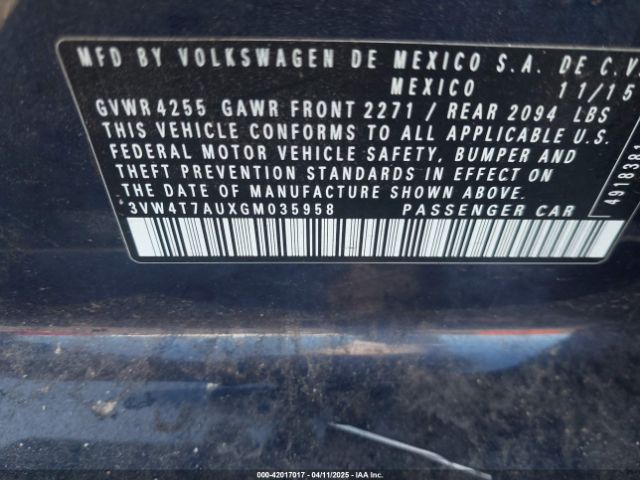 MFD BY VOLKSWAGEN DE MEXICO S.A. DE C.V
MEXICO 11/15
GVWR 4255 GAWR FRONT 2271 / REAR 2094 LBS
THIS VEHICLE CONFORMS TO ALL APPLICABLE U.S.
FEDERAL MOTOR VEHICLE SAFETY, BUMPER AND
THEFT PREVENTION STANDARDS IN EFFECT ON
THE DATE OF MANUFACTURE SHOWN ABOVE.
3VW4T7AUXGM035958 PASSENGER CAR
4918381
000-42017017 - 04/11/2025 - IAAI Inc.